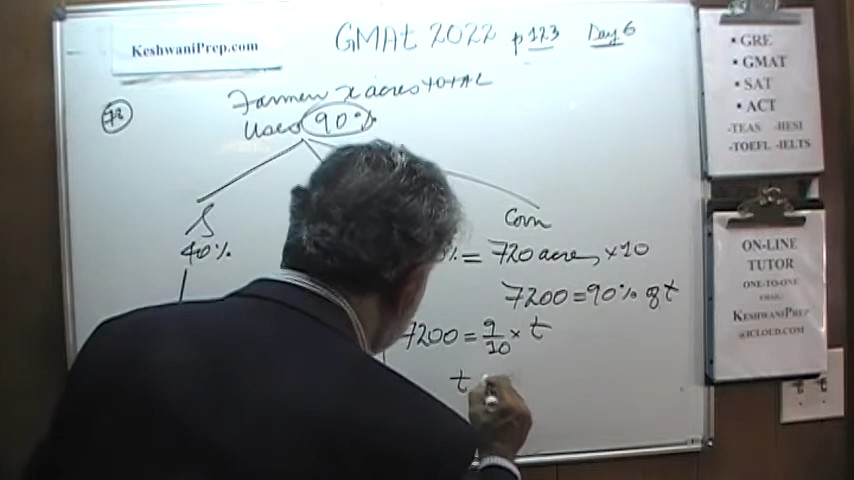 KeshwaniPrep.com
GMAt 2022 p 123 Day 6
78
Farmer x acres TOTAL
Uses 90%
S
40%
Corn
% = 720 acres ×10
7200 = 90% of t
7200 = 9/10 × t
t
• GRE
• GMAT
• SAT
• ACT
-TEAS -HESI
-TOEFL -IELTS
ON-LINE
TUTOR
ONE-TO-ONE
EMAIL:
KESHWANIPREP
@ICLOUD.COM